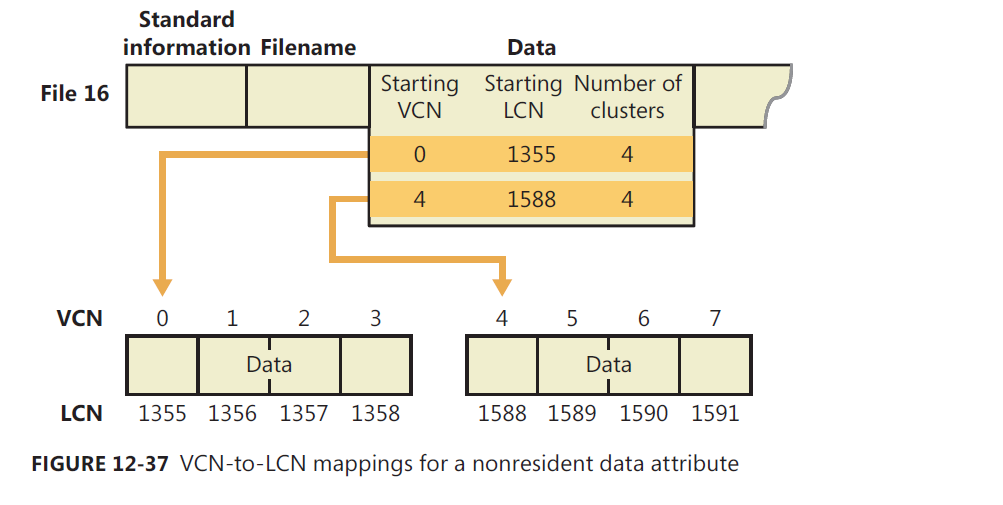 Standard
information Filename Data
File 16
Starting VCN Starting LCN Number of clusters
0 1355 4
4 1588 4
VCN 0 1 2 3 4 5 6 7
Data Data
LCN 1355 1356 1357 1358 1588 1589 1590 1591
FIGURE 12-37 VCN-to-LCN mappings for a nonresident data attribute